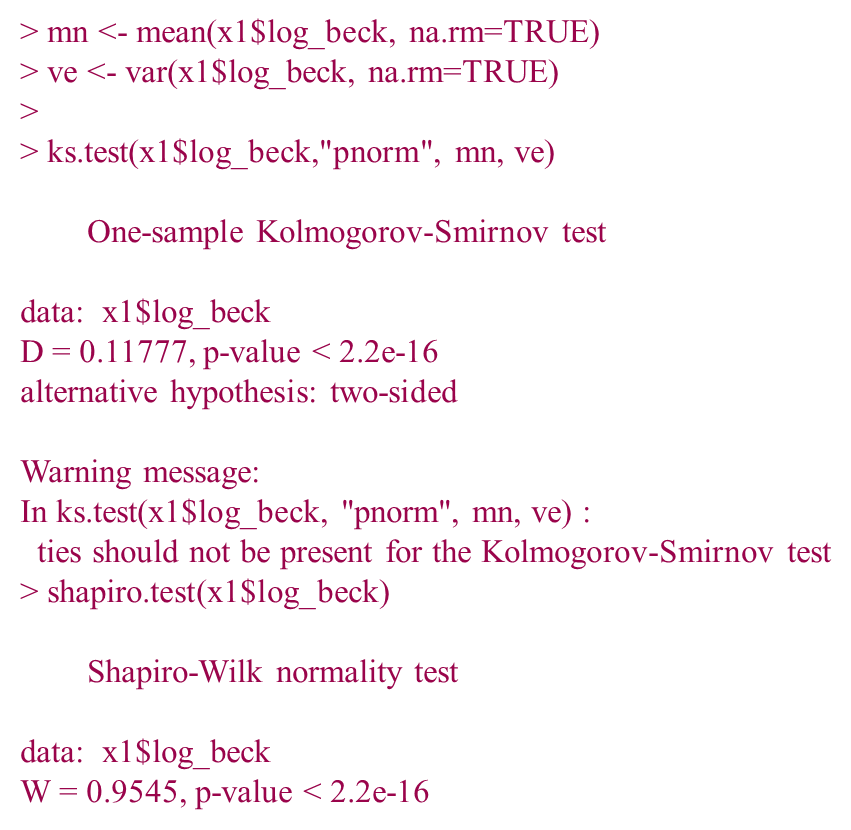 > mn <- mean(x1$log_beck, na.rm=TRUE)
> ve <- var(x1$log_beck, na.rm=TRUE)
>
> ks.test(x1$log_beck,"pnorm", mn, ve)
One-sample Kolmogorov-Smirnov test
data: x1$log_beck
D = 0.11777, p-value < 2.2e-16
alternative hypothesis: two-sided
Warning message:
In ks.test(x1$log_beck, "pnorm", mn, ve) :
ties should not be present for the Kolmogorov-Smirnov test
> shapiro.test(x1$log_beck)
Shapiro-Wilk normality test
data: x1$log_beck
W = 0.9545, p-value < 2.2e-16